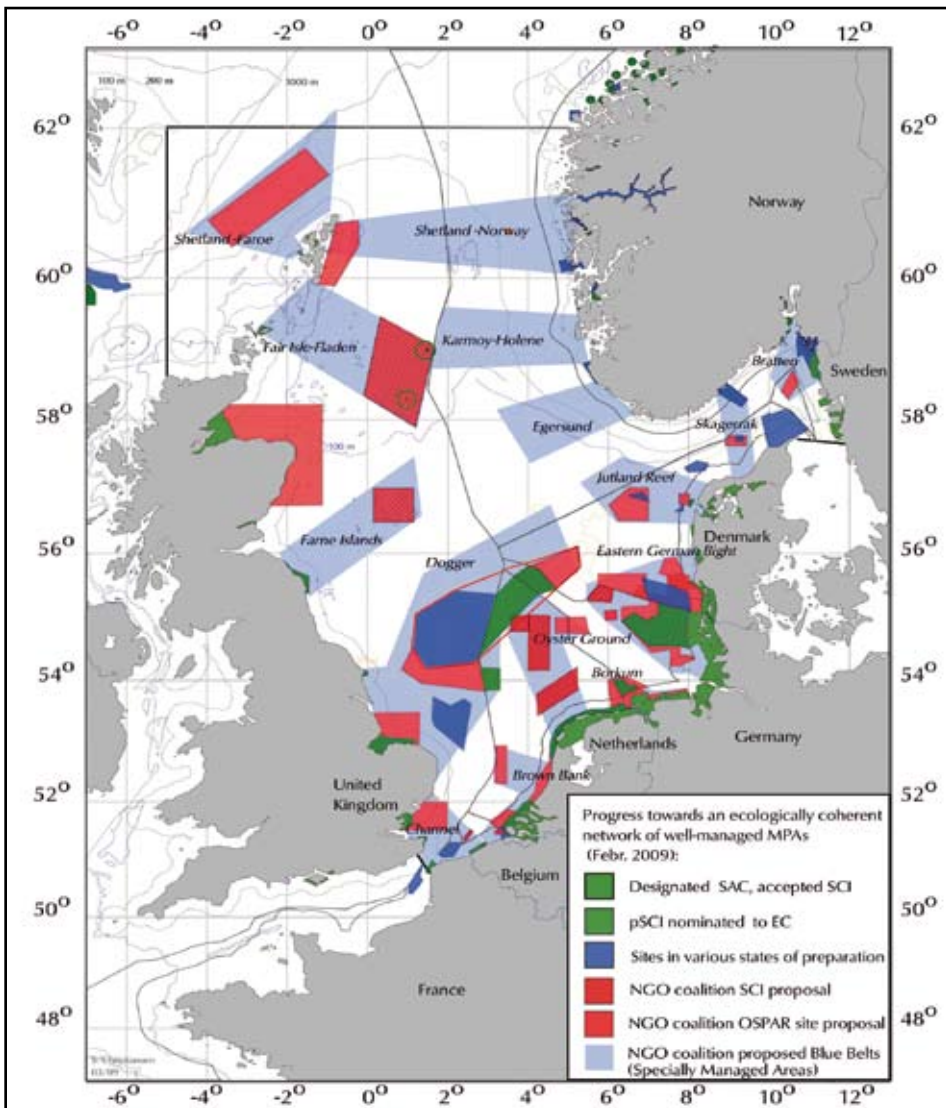 -6° -4° -2° 0° 2° 4° 6° 8° 10° 12°
100 m 200 m 1000 m
62° 62°
Norway
Shetland-Faroe
Shetland-Norway
60° 60°
Fair Isle-Fladen
Karmoy-Holene
Bratten
Sweden
58° 58°
Egersund
Skagerrak
100 m
Jutland Reef
Farne Islands
Denmark
56° 56°
Dogger
Eastern German Bight
Oyster Ground
54° 54°
Borkum
Netherlands
Germany
United
Kingdom
Brown Bank
52° 52°
Channel
Belgium
50° 50°
France
48° 48°
Progress towards an ecologically coherent
network of well-managed MPAs
(Febr. 2009):
Designated SAC, accepted SCI
pSCI nominated to EC
Sites in various states of preparation
NGO coalition SCI proposal
NGO coalition OSPAR site proposal
NGO coalition proposed Blue Belts
(Specially Managed Areas)
-6° -4° -2° 0° 2° 4° 6° 8° 10° 12°